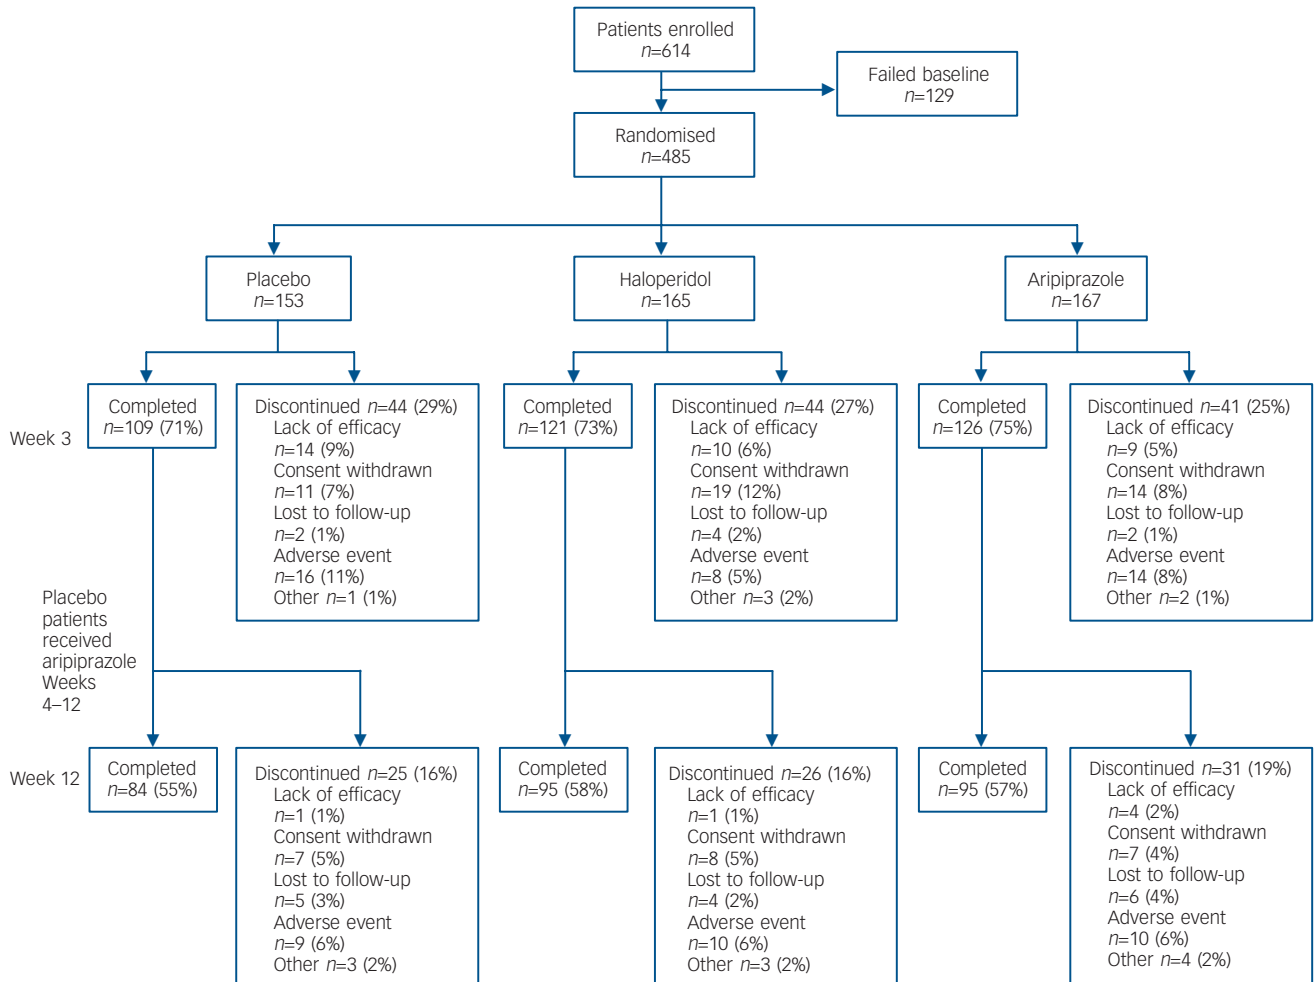 Patients enrolled
n=614
Failed baseline
n=129
Randomised
n=485
Placebo
n=153
Haloperidol
n=165
Aripiprazole
n=167
Week 3
Completed
n=109 (71%)
Discontinued n=44 (29%)
Lack of efficacy
n=14 (9%)
Consent withdrawn
n=11 (7%)
Lost to follow-up
n=2 (1%)
Adverse event
n=16 (11%)
Other n=1 (1%)
Completed
n=121 (73%)
Discontinued n=44 (27%)
Lack of efficacy
n=10 (6%)
Consent withdrawn
n=19 (12%)
Lost to follow-up
n=4 (2%)
Adverse event
n=8 (5%)
Other n=3 (2%)
Completed
n=126 (75%)
Discontinued n=41 (25%)
Lack of efficacy
n=9 (5%)
Consent withdrawn
n=14 (8%)
Lost to follow-up
n=2 (1%)
Adverse event
n=14 (8%)
Other n=2 (1%)
Placebo
patients
received
aripiprazole
Weeks
4–12
Week 12
Completed
n=84 (55%)
Discontinued n=25 (16%)
Lack of efficacy
n=1 (1%)
Consent withdrawn
n=7 (5%)
Lost to follow-up
n=5 (3%)
Adverse event
n=9 (6%)
Other n=3 (2%)
Completed
n=95 (58%)
Discontinued n=26 (16%)
Lack of efficacy
n=1 (1%)
Consent withdrawn
n=8 (5%)
Lost to follow-up
n=4 (2%)
Adverse event
n=10 (6%)
Other n=3 (2%)
Completed
n=95 (57%)
Discontinued n=31 (19%)
Lack of efficacy
n=4 (2%)
Consent withdrawn
n=7 (4%)
Lost to follow-up
n=6 (4%)
Adverse event
n=10 (6%)
Other n=4 (2%)